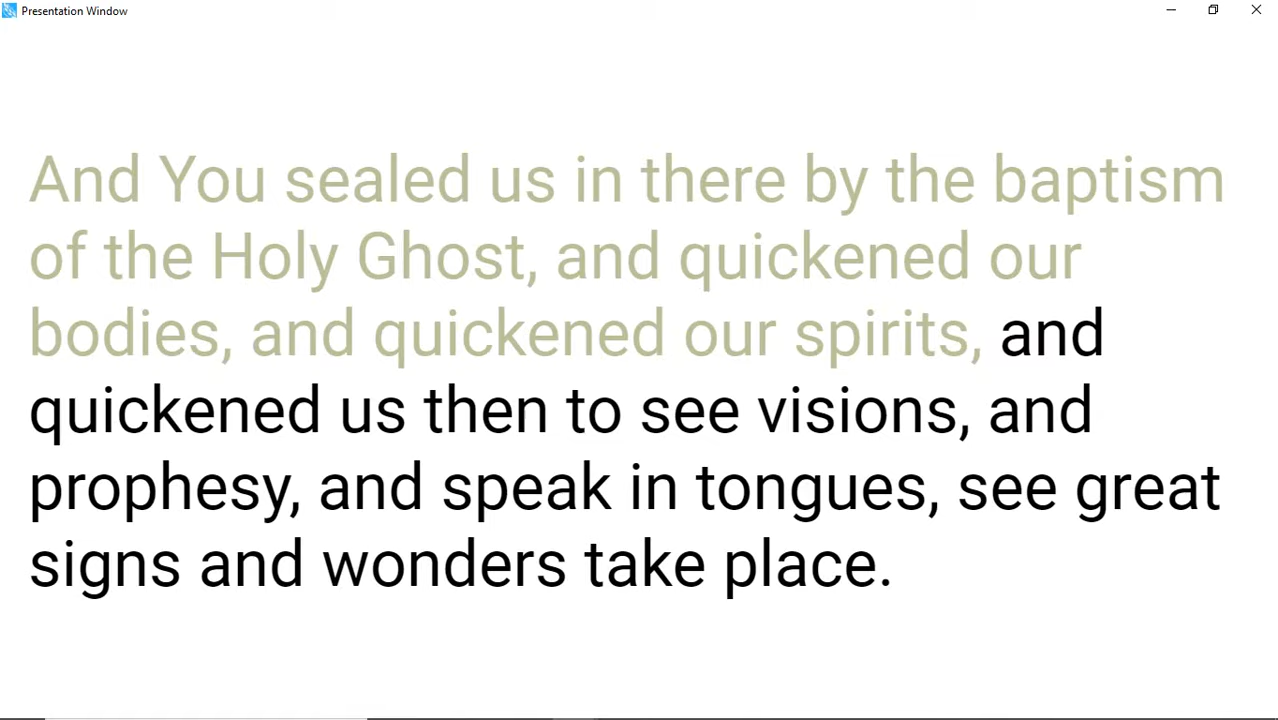 Presentation Window
And You sealed us in there by the baptism
of the Holy Ghost, and quickened our
bodies, and quickened our spirits, and
quickened us then to see visions, and
prophesy, and speak in tongues, see great
signs and wonders take place.